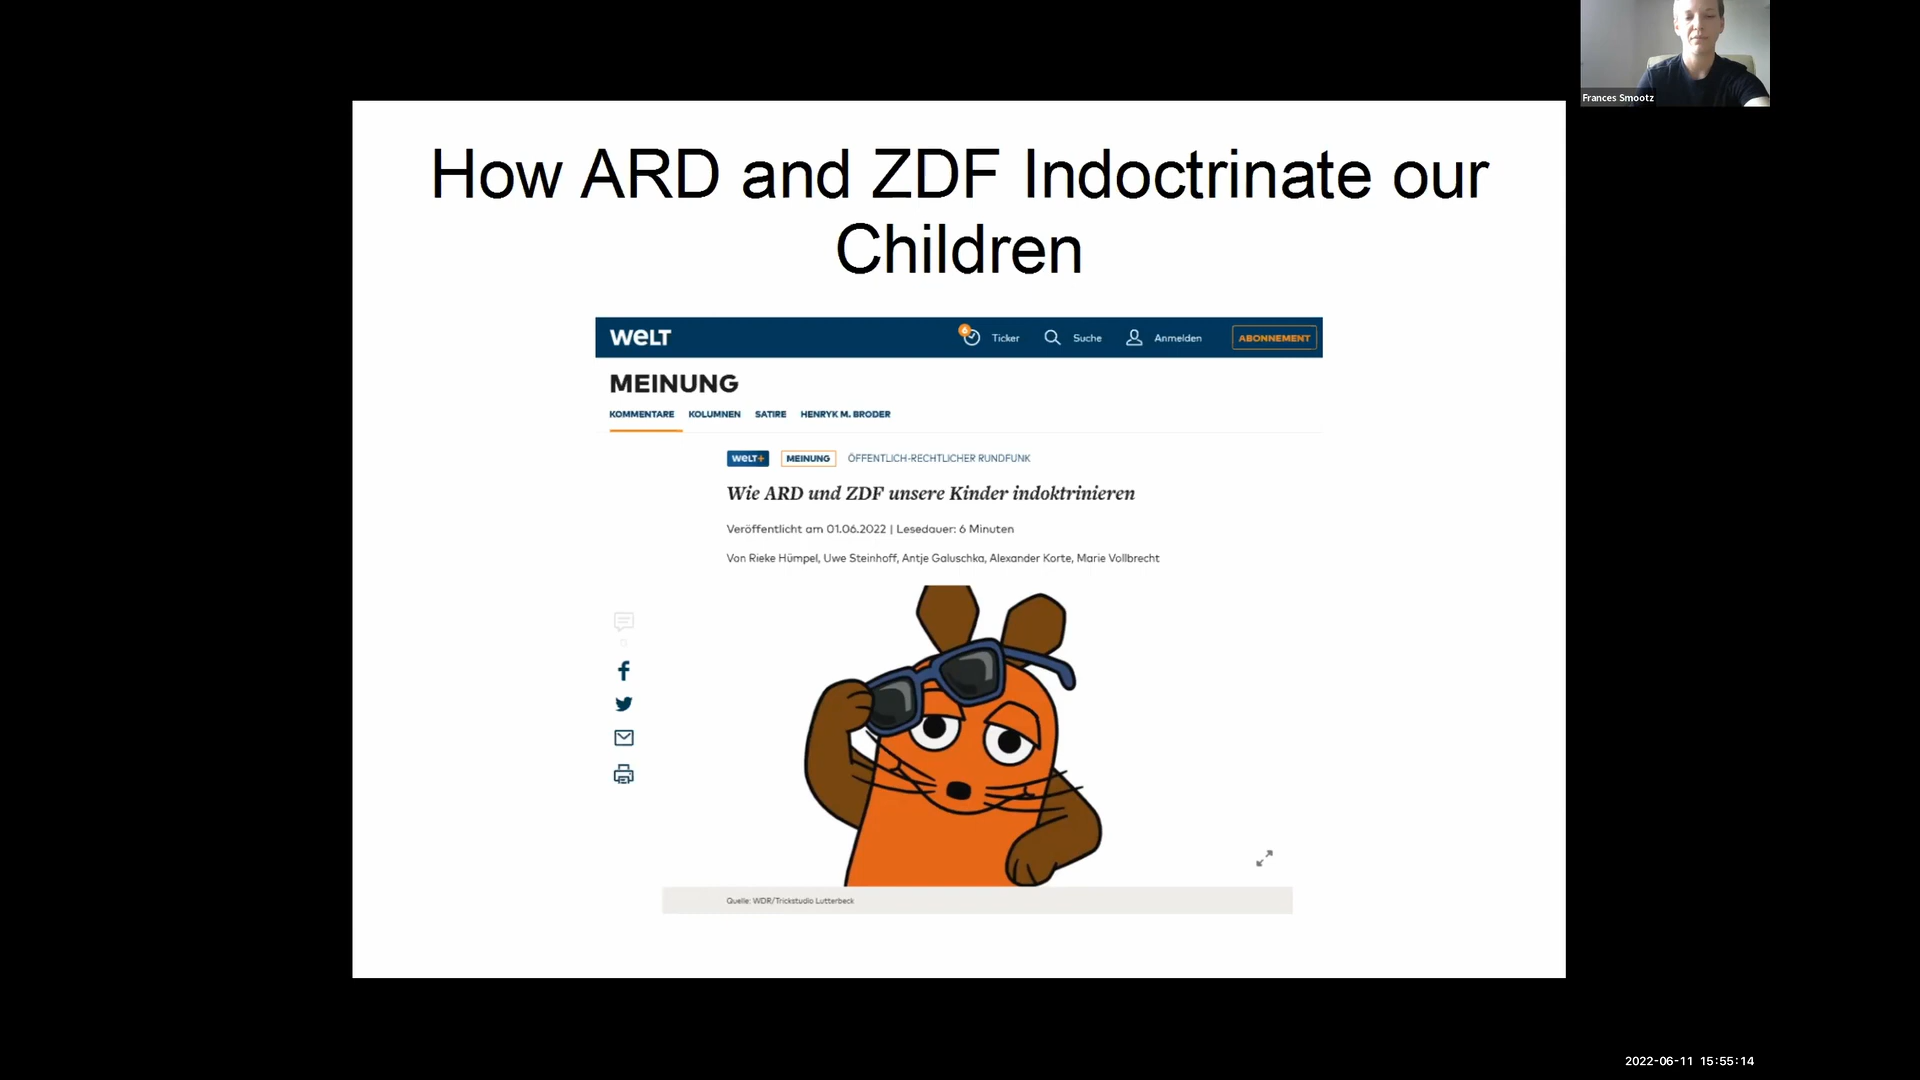 Frances Smootz
How ARD and ZDF Indoctrinate our
Children
WELT
6
Ticker
Suche
Anmelden
ABONNEMENT
MEINUNG
KOMMENTARE KOLUMNEN SATIRE HENRYK M. BRODER
WELT+ MEINUNG ÖFFENTLICH-RECHTLICHER RUNDFUNK
Wie ARD und ZDF unsere Kinder indoktrinieren
Veröffentlicht am 01.06.2022 | Lesedauer: 6 Minuten
Von Rieke Hümpel, Uwe Steinhoff, Antje Galuschka, Alexander Korte, Marie Vollbrecht
Quelle: WDR/Trickstudio Lutterbeck
2022-06-11 15:55:14